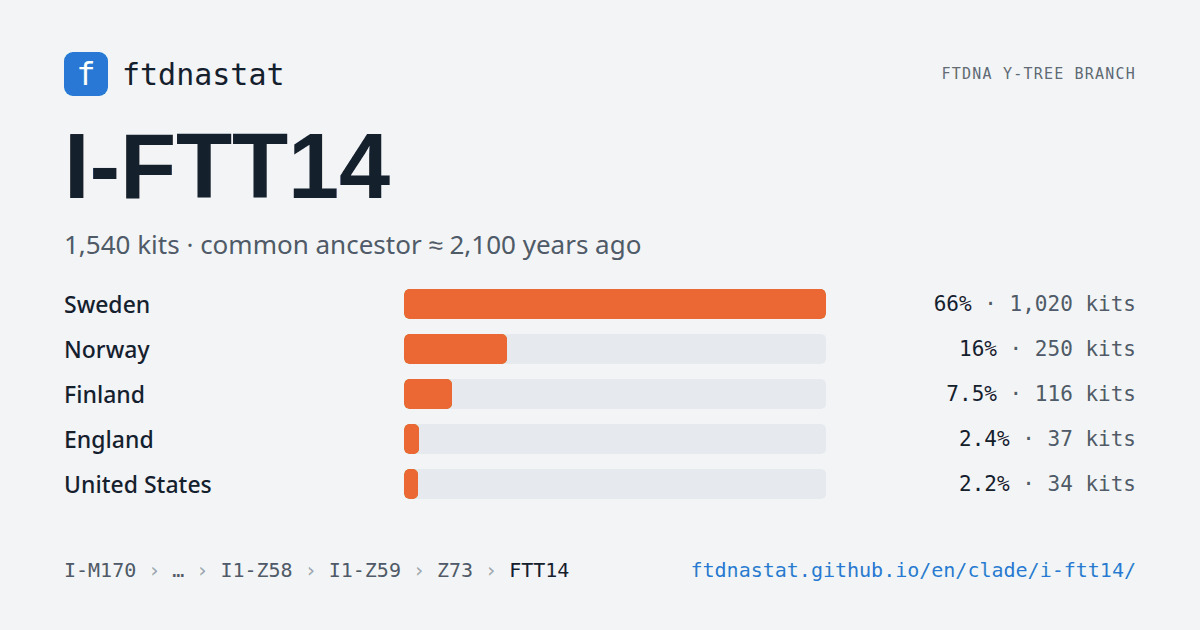 f ftdnastat
FTDNA Y-TREE BRANCH
I-FTT14
1,540 kits · common ancestor ≈ 2,100 years ago
Sweden 66% · 1,020 kits
Norway 16% · 250 kits
Finland 7.5% · 116 kits
England 2.4% · 37 kits
United States 2.2% · 34 kits
I-M170 › … › I1-Z58 › I1-Z59 › Z73 › FTT14
ftdnastat.github.io/en/clade/i-ftt14/